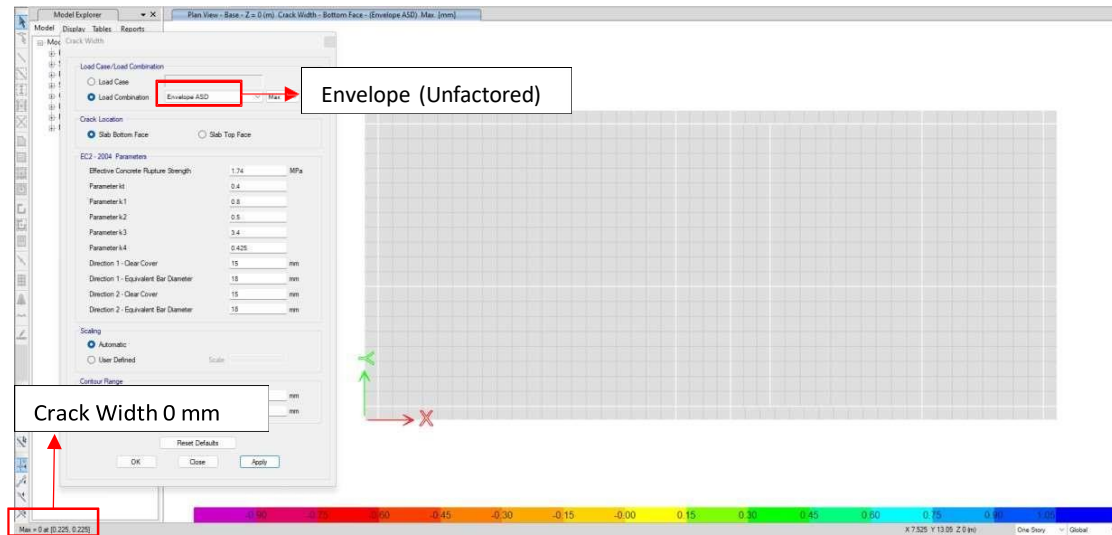 Model Explorer
Plan View - Base - Z = 0 (m) Crack Width - Bottom Face - (Envelope ASD) Max [mm]
Model Display Tables Reports
Crack Width
Load Case/Load Combination
Load Case
Load Combination Envelope ASD Max
Envelope (Unfactored)
Crack Location
Slab Bottom Face Slab Top Face
EC2 - 2004 Parameters
Effective Concrete Rupture Strength 1.74 MPa
Parameter kt 0.4
Parameter k1 0.8
Parameter k2 0.5
Parameter k3 3.4
Parameter k4 0.425
Direction 1 - Clear Cover 15 mm
Direction 1 - Equivalent Bar Diameter 18 mm
Direction 2 - Clear Cover 15 mm
Direction 2 - Equivalent Bar Diameter 18 mm
Scaling
Automatic
User Defined Scale
Contour Range
mm
mm
Crack Width 0 mm
Reset Defaults
OK Close Apply
Y
X
-0.90 -0.75 -0.60 -0.45 -0.30 -0.15 -0.00 0.15 0.30 0.45 0.60 0.75 0.90 1.05
Max = 0 at [0.225, 0.225]
X 7.525 Y 13.05 Z 0 (m) One Story Global